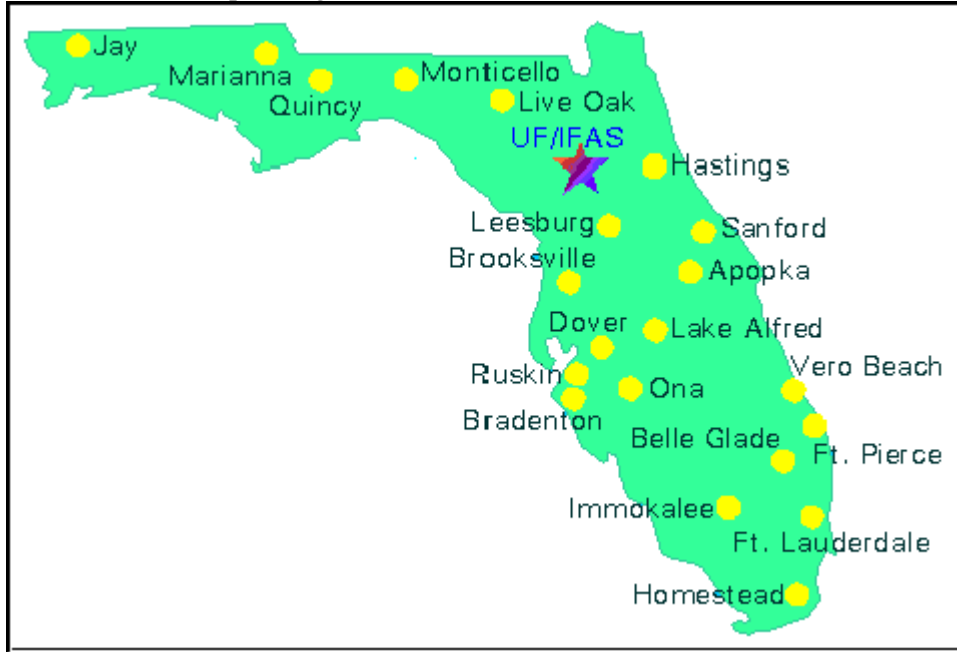 Jay
Marianna
Quincy
Monticello
Live Oak
UF/IFAS
Hastings
Leesburg
Sanford
Brooksville
Apopka
Dover
Lake Alfred
Ruskin
Ona
Vero Beach
Bradenton
Belle Glade
Ft. Pierce
Immokalee
Ft. Lauderdale
Homestead